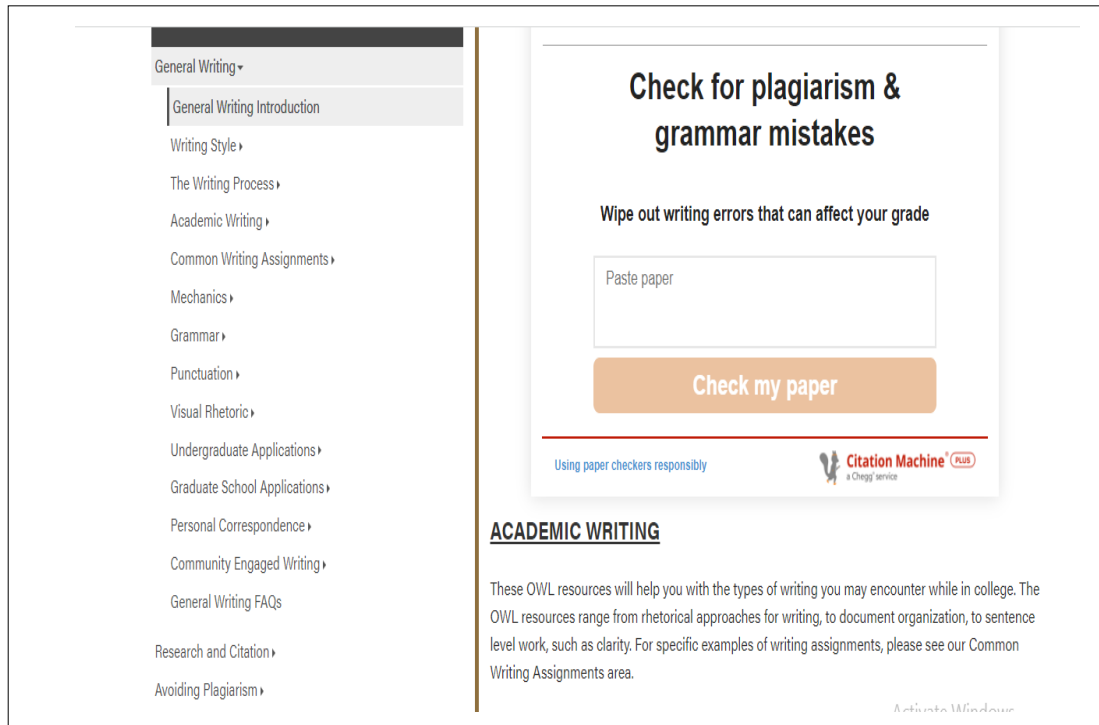 General Writing
General Writing Introduction
Writing Style
The Writing Process
Academic Writing
Common Writing Assignments
Mechanics
Grammar
Punctuation
Visual Rhetoric
Undergraduate Applications
Graduate School Applications
Personal Correspondence
Community Engaged Writing
General Writing FAQs
Research and Citation
Avoiding Plagiarism
Check for plagiarism &
grammar mistakes
Wipe out writing errors that can affect your grade
Paste paper
Check my paper
Using paper checkers responsibly
Citation Machine® PLUS
a Chegg® service
ACADEMIC WRITING
These OWL resources will help you with the types of writing you may encounter while in college. The
OWL resources range from rhetorical approaches for writing, to document organization, to sentence
level work, such as clarity. For specific examples of writing assignments, please see our Common
Writing Assignments area.
Activate Windows